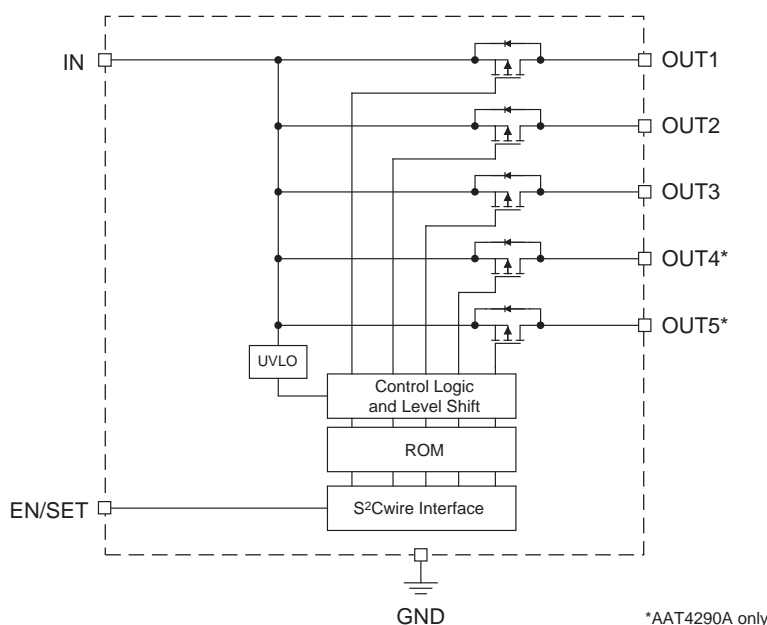 IN
OUT1
OUT2
OUT3
OUT4*
OUT5*
UVLO
Control Logic
and Level Shift
ROM
EN/SET
S²Cwire Interface
GND
*AAT4290A only